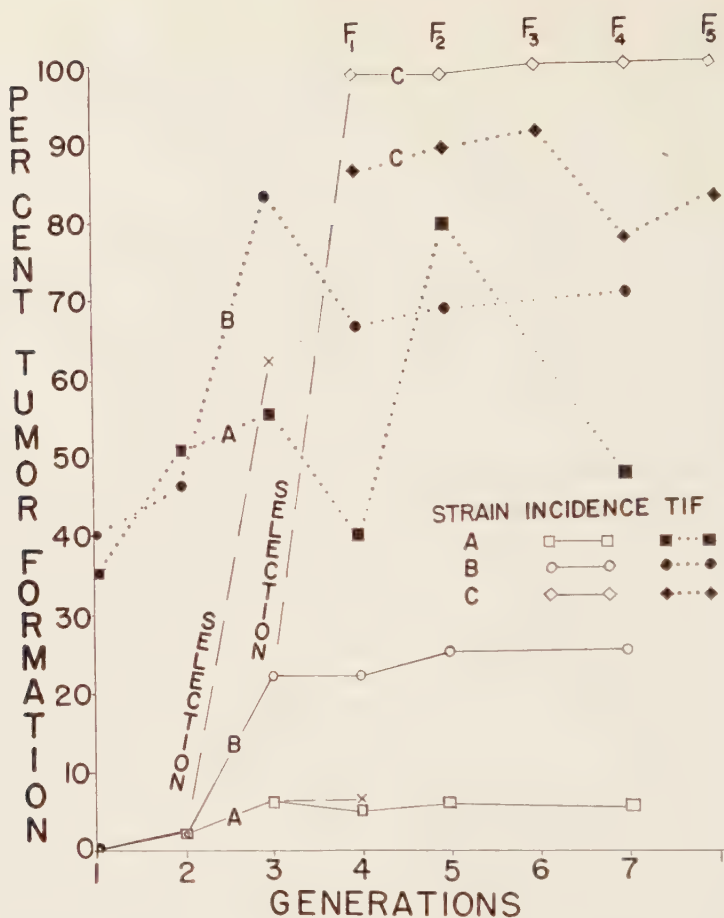 F1 F2 F3 F4 F5
PER CENT TUMOR FORMATION
100
90
80
70
60
50
40
30
20
10
0
C
C
B
A
SELECTION
SELECTION
B
A
STRAIN INCIDENCE TIF
A
B
C
1 2 3 4 5 6 7
GENERATIONS